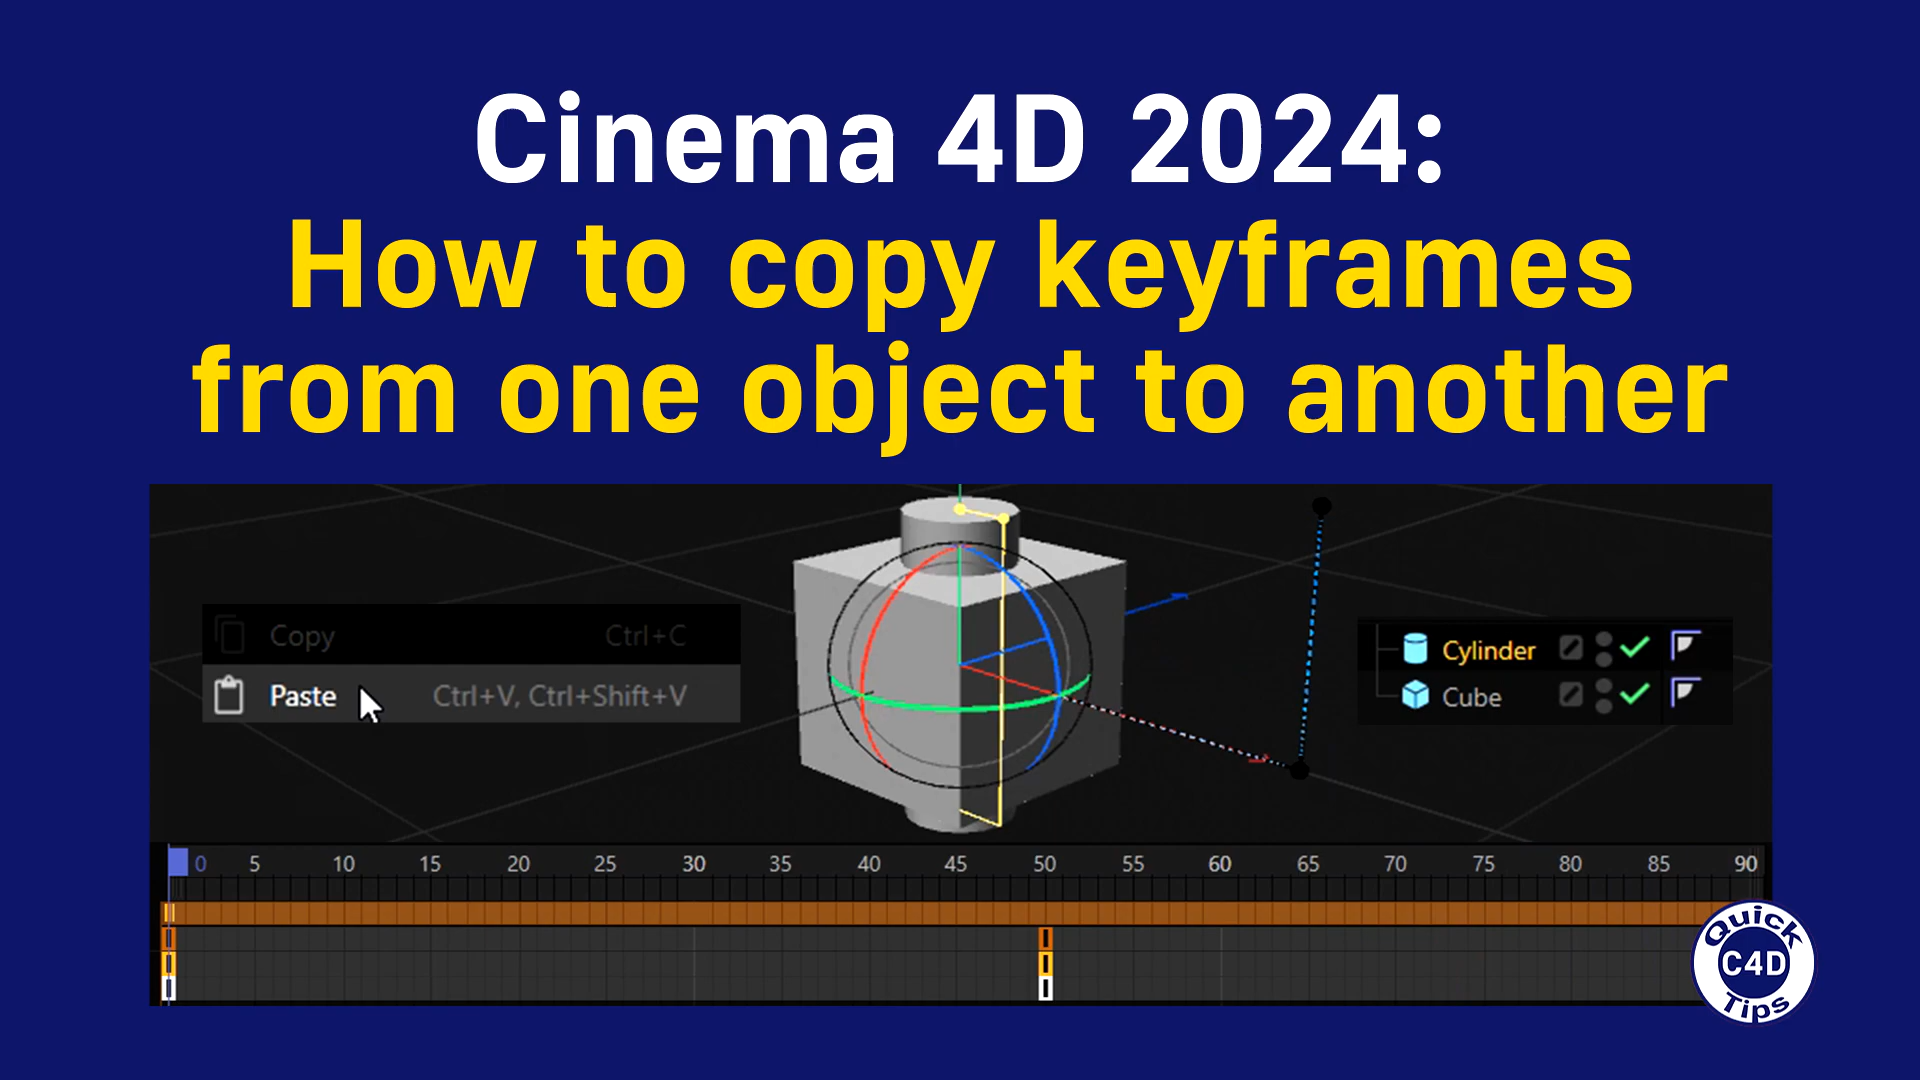 Cinema 4D 2024:
How to copy keyframes
from one object to another
Copy Ctrl+C
Paste Ctrl+V, Ctrl+Shift+V
Cylinder
Cube
0 5 10 15 20 25 30 35 40 45 50 55 60 65 70 75 80 85 90
Quick
C4D
Tips